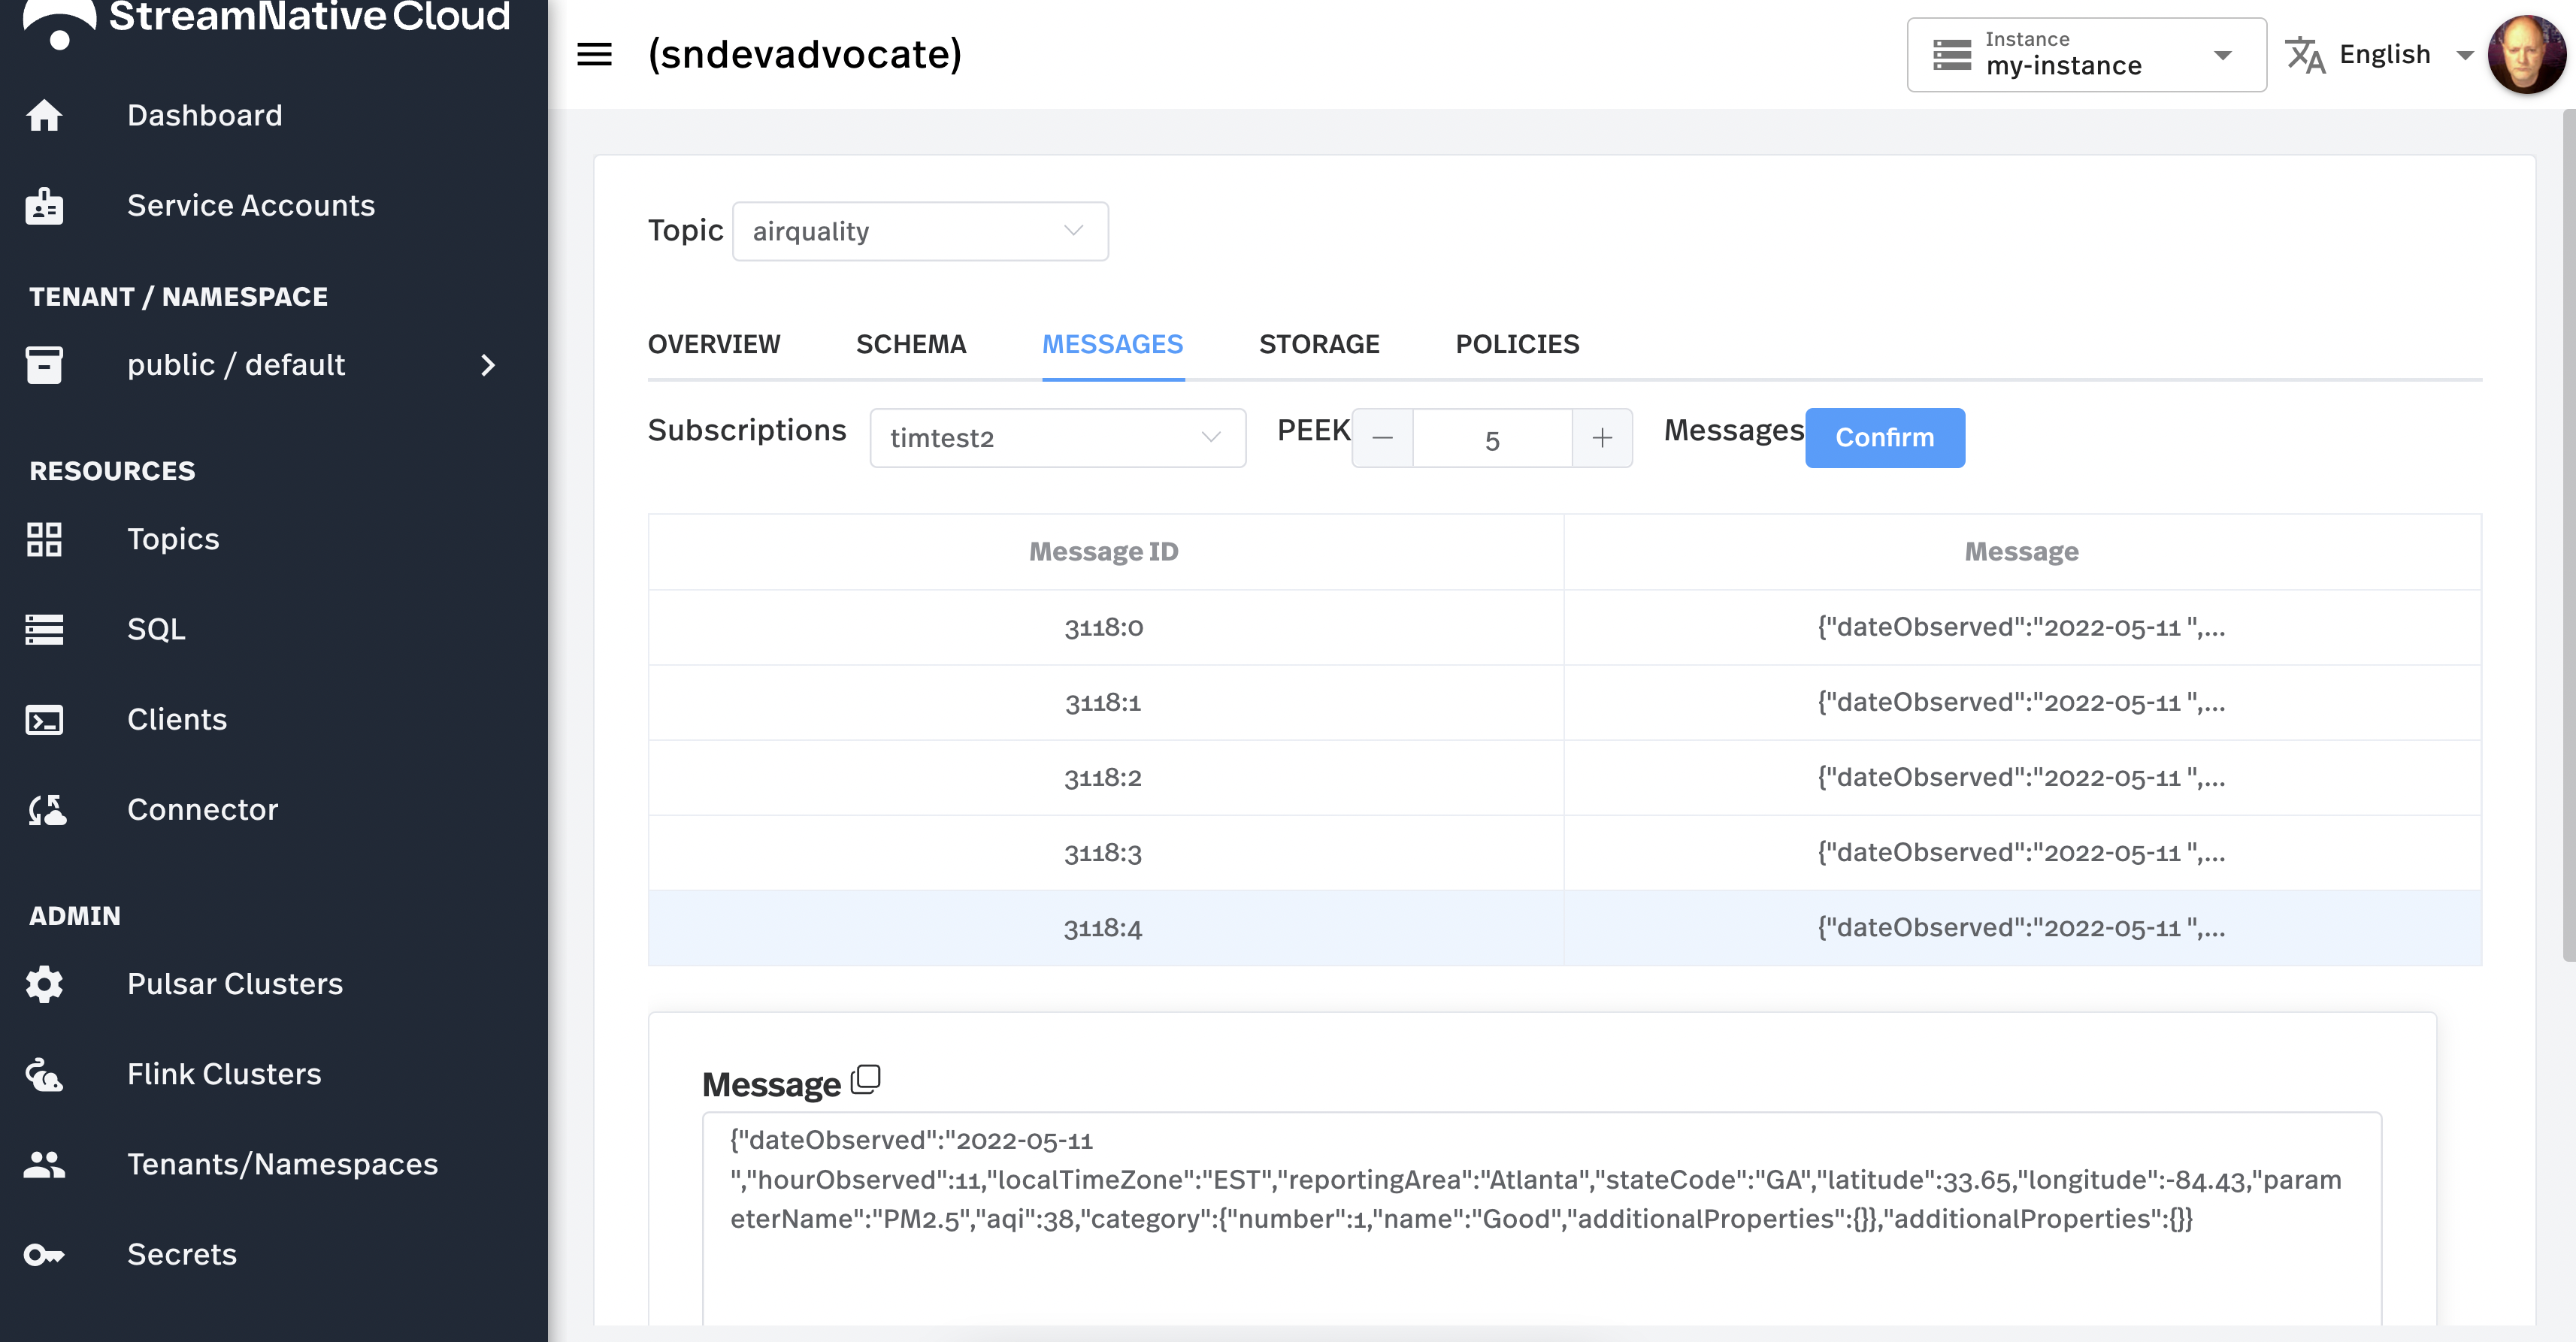 StreamNative Cloud
(sndevadvocate)
Instance
my-instance
English
Dashboard
Service Accounts
TENANT / NAMESPACE
public / default
RESOURCES
Topics
SQL
Clients
Connector
ADMIN
Pulsar Clusters
Flink Clusters
Tenants/Namespaces
Secrets
Topic airquality
OVERVIEW SCHEMA MESSAGES STORAGE POLICIES
Subscriptions timtest2 PEEK 5 Messages Confirm
Message ID Message
3118:0 {"dateObserved":"2022-05-11 ",...
3118:1 {"dateObserved":"2022-05-11 ",...
3118:2 {"dateObserved":"2022-05-11 ",...
3118:3 {"dateObserved":"2022-05-11 ",...
3118:4 {"dateObserved":"2022-05-11 ",...
Message
{"dateObserved":"2022-05-11
","hourObserved":11,"localTimeZone":"EST","reportingArea":"Atlanta","stateCode":"GA","latitude":33.65,"longitude":-84.43,"param
eterName":"PM2.5","aqi":38,"category":{"number":1,"name":"Good","additionalProperties":{}},"additionalProperties":{}}